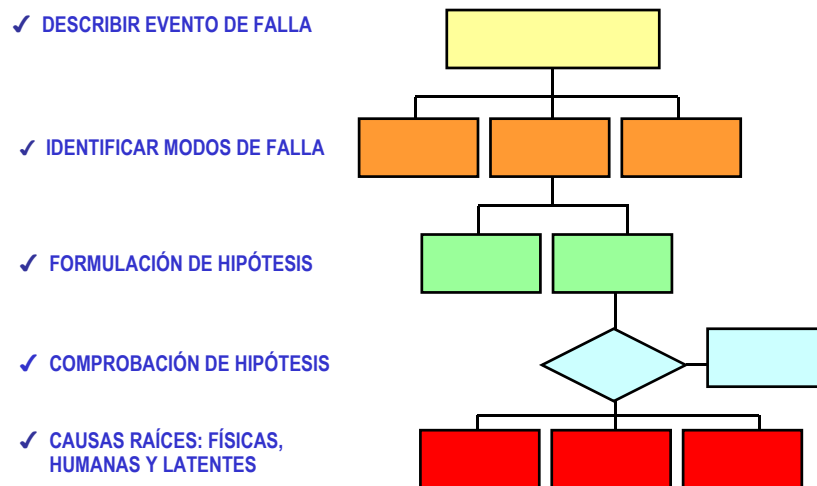 ✓ DESCRIBIR EVENTO DE FALLA
✓ IDENTIFICAR MODOS DE FALLA
✓ FORMULACIÓN DE HIPÓTESIS
✓ COMPROBACIÓN DE HIPÓTESIS
✓ CAUSAS RAÍCES: FÍSICAS,
HUMANAS Y LATENTES